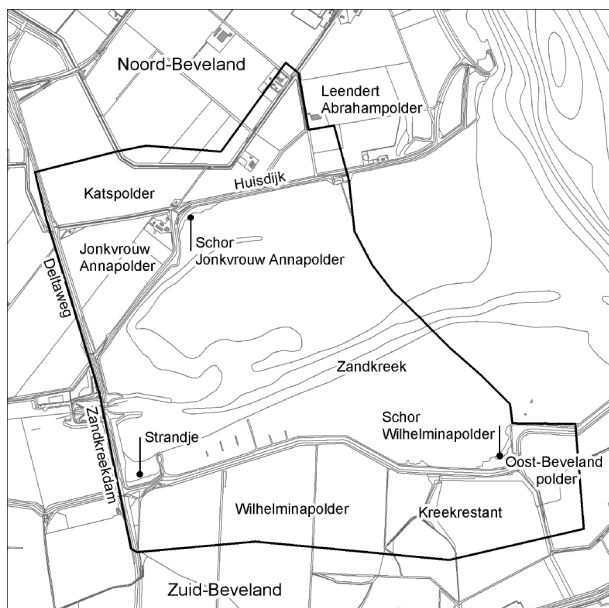 Noord-Beveland
Leendert
Abrahampolder
Katspolder
Huisdijk
Jonkvrouw
Annapolder
Schor
Jonkvrouw Annapolder
Deltaweg
Zandkreek
Zandkreekdam
Strandje
Schor
Wilhelminapolder
Oost-Beveland
polder
Wilhelminapolder
Kreekrestant
Zuid-Beveland